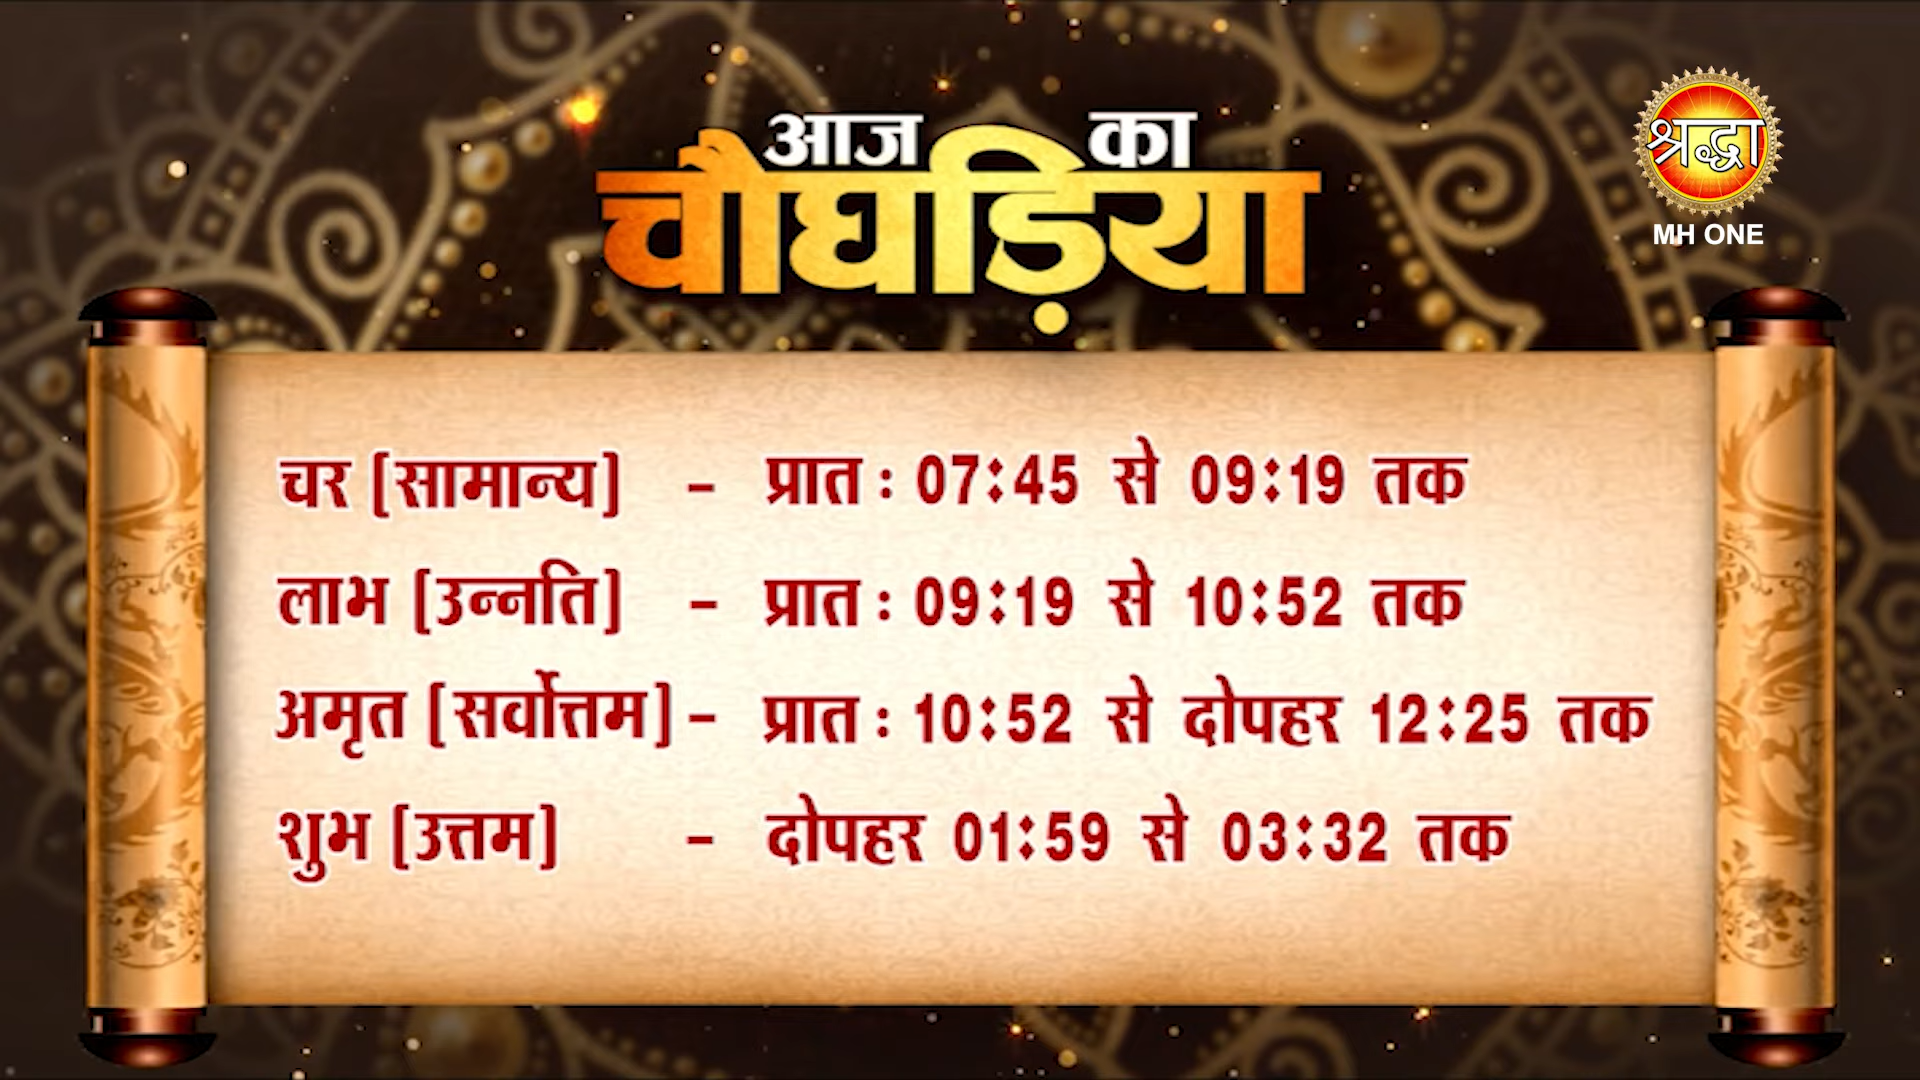 आज का
चौघड़िया
श्रद्धा
MH ONE
चर [सामान्य] - प्रातः 07:45 से 09:19 तक
लाभ [उन्नति] - प्रातः 09:19 से 10:52 तक
अमृत [सर्वोत्तम] - प्रातः 10:52 से दोपहर 12:25 तक
शुभ [उत्तम] - दोपहर 01:59 से 03:32 तक